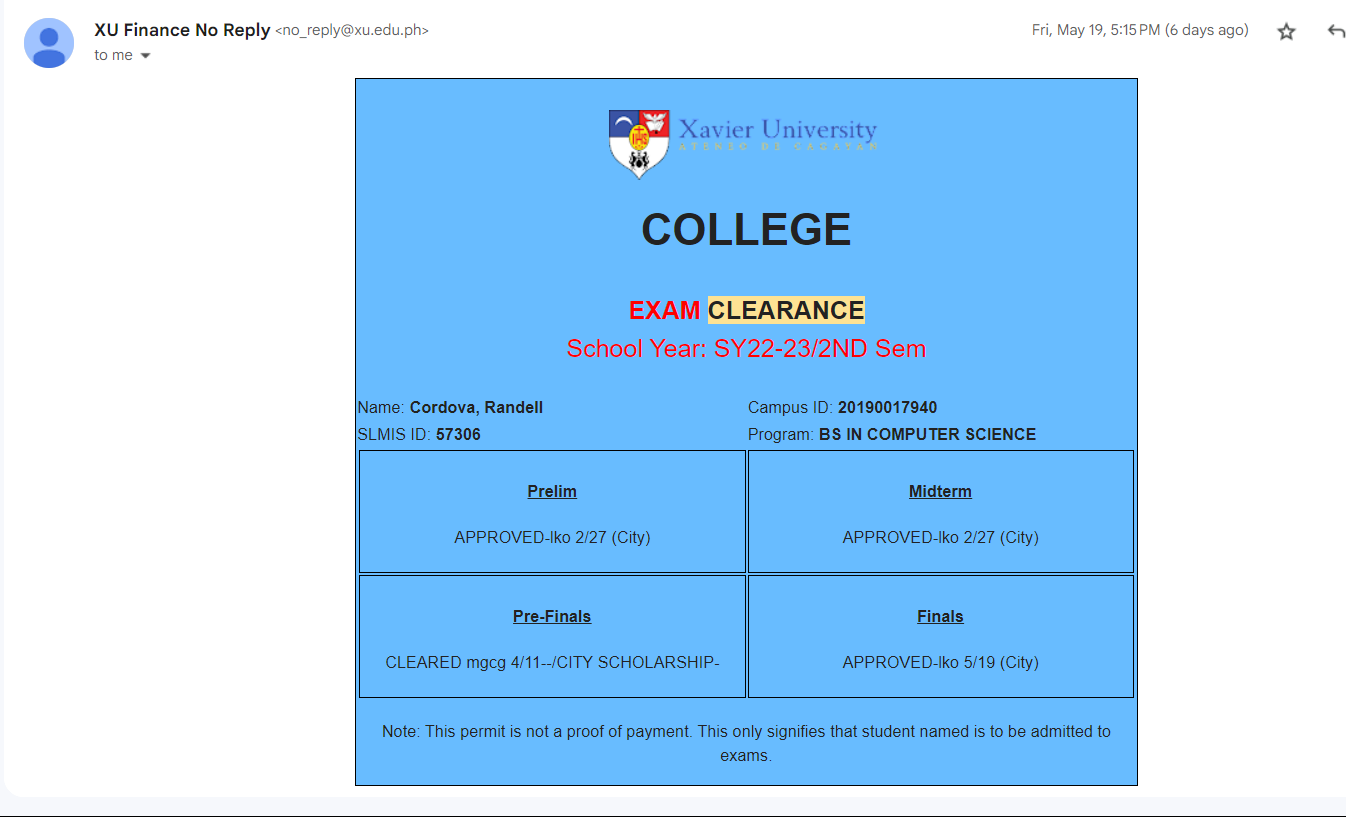 XU Finance No Reply <no_reply@xu.edu.ph>
Fri, May 19, 5:15 PM (6 days ago)
to me
Xavier University
ATENEO DE CAGAYAN
COLLEGE
EXAM CLEARANCE
School Year: SY22-23/2ND Sem
Name: Cordova, Randell
Campus ID: 20190017940
SLMIS ID: 57306
Program: BS IN COMPUTER SCIENCE
Prelim
Midterm
APPROVED-lko 2/27 (City)
APPROVED-lko 2/27 (City)
Pre-Finals
Finals
CLEARED mgcg 4/11--/CITY SCHOLARSHIP-
APPROVED-lko 5/19 (City)
Note: This permit is not a proof of payment. This only signifies that student named is to be admitted to
exams.